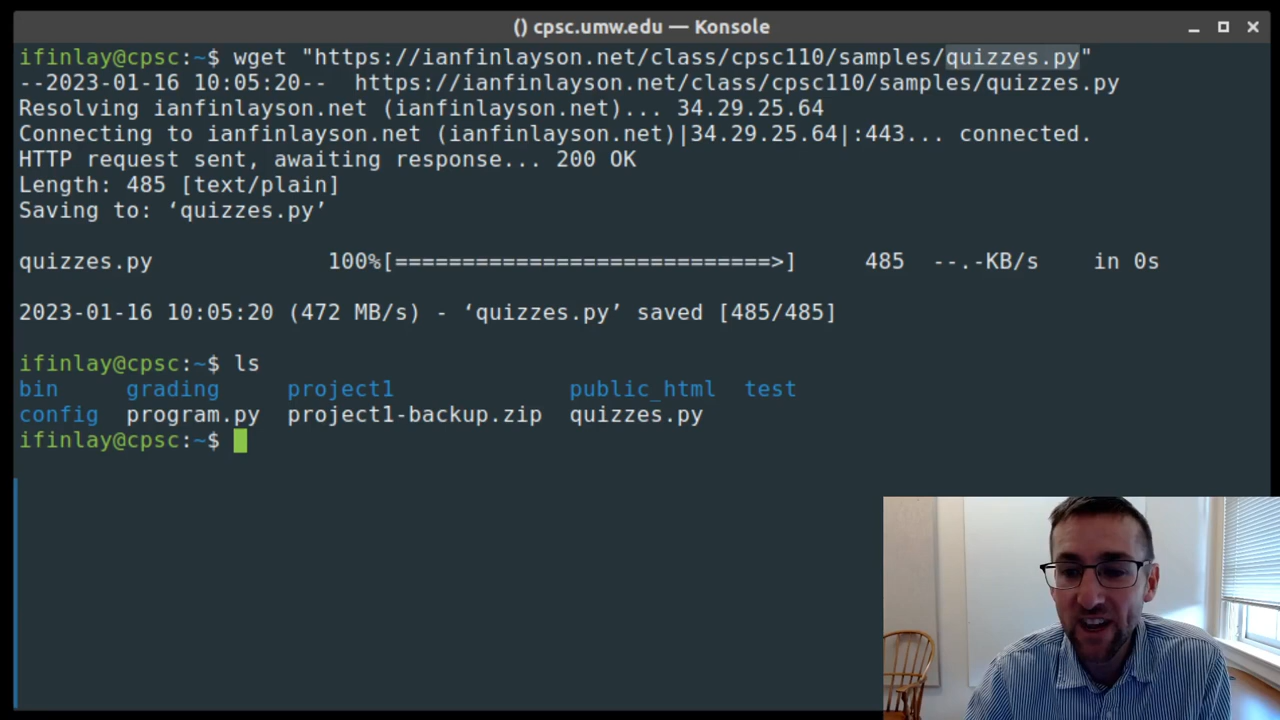 () cpsc.umw.edu — Konsole
ifinlay@cpsc:~$ wget "https://ianfinlayson.net/class/cpsc110/samples/quizzes.py"
--2023-01-16 10:05:20--  https://ianfinlayson.net/class/cpsc110/samples/quizzes.py
Resolving ianfinlayson.net (ianfinlayson.net)... 34.29.25.64
Connecting to ianfinlayson.net (ianfinlayson.net)|34.29.25.64|:443... connected.
HTTP request sent, awaiting response... 200 OK
Length: 485 [text/plain]
Saving to: ‘quizzes.py’
quizzes.py 100%[============================>] 485 --.-KB/s in 0s
2023-01-16 10:05:20 (472 MB/s) - ‘quizzes.py’ saved [485/485]
ifinlay@cpsc:~$ ls
bin grading project1 public_html test
config program.py project1-backup.zip quizzes.py
ifinlay@cpsc:~$